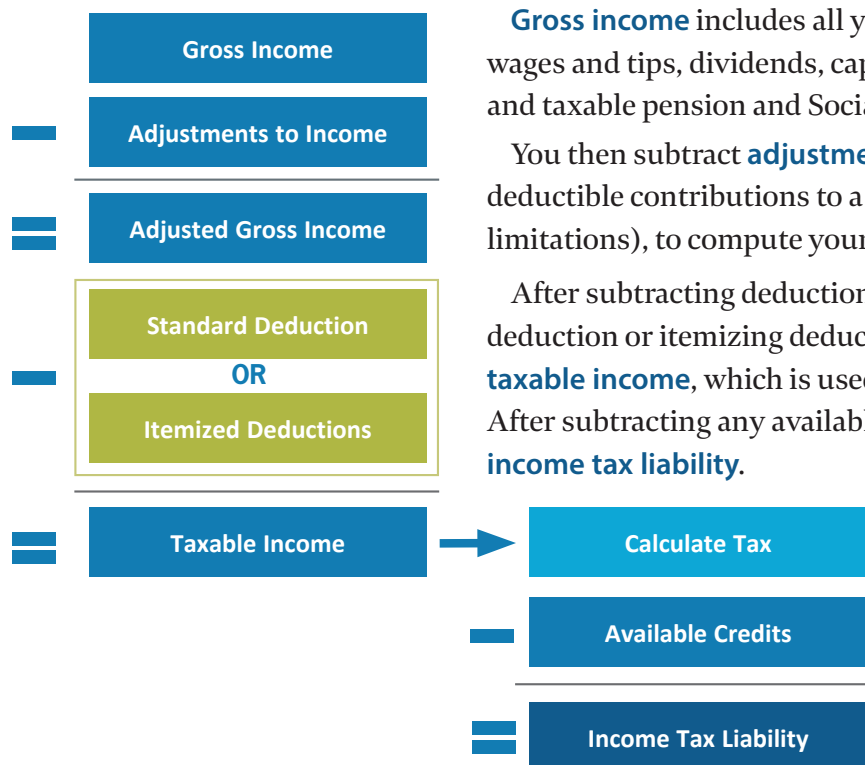 Gross Income
Adjustments to Income
Adjusted Gross Income
Standard Deduction
OR
Itemized Deductions
Taxable Income
Gross income includes all y
wages and tips, dividends, cap
and taxable pension and Socia
You then subtract adjustme
deductible contributions to a
limitations), to compute your
After subtracting deduction
deduction or itemizing deduc
taxable income, which is used
After subtracting any availabl
income tax liability.
Calculate Tax
Available Credits
Income Tax Liability